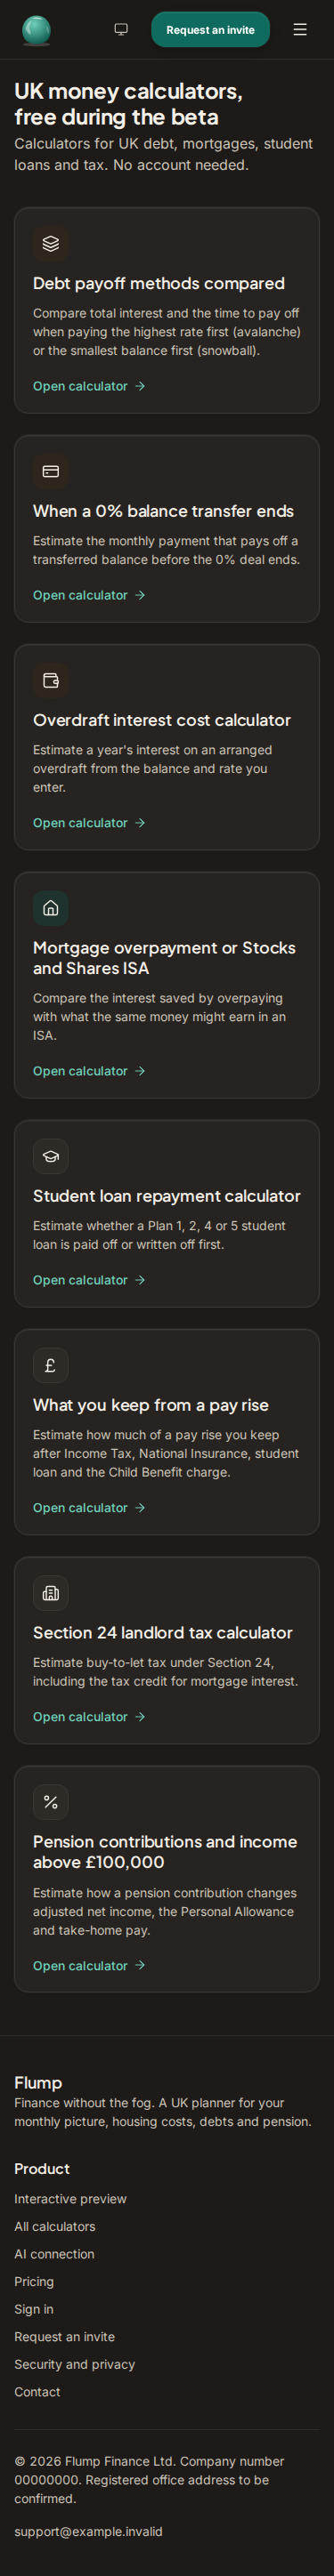 Request an invite
UK money calculators,
free during the beta
Calculators for UK debt, mortgages, student
loans and tax. No account needed.
Debt payoff methods compared
Compare total interest and the time to pay off
when paying the highest rate first (avalanche)
or the smallest balance first (snowball).
Open calculator →
When a 0% balance transfer ends
Estimate the monthly payment that pays off a
transferred balance before the 0% deal ends.
Open calculator →
Overdraft interest cost calculator
Estimate a year's interest on an arranged
overdraft from the balance and rate you
enter.
Open calculator →
Mortgage overpayment or Stocks
and Shares ISA
Compare the interest saved by overpaying
with what the same money might earn in an
ISA.
Open calculator →
Student loan repayment calculator
Estimate whether a Plan 1, 2, 4 or 5 student
loan is paid off or written off first.
Open calculator →
£
What you keep from a pay rise
Estimate how much of a pay rise you keep
after Income Tax, National Insurance, student
loan and the Child Benefit charge.
Open calculator →
Section 24 landlord tax calculator
Estimate buy-to-let tax under Section 24,
including the tax credit for mortgage interest.
Open calculator →
%
Pension contributions and income
above £100,000
Estimate how a pension contribution changes
adjusted net income, the Personal Allowance
and take-home pay.
Open calculator →
Flump
Finance without the fog. A UK planner for your
monthly picture, housing costs, debts and pension.
Product
Interactive preview
All calculators
AI connection
Pricing
Sign in
Request an invite
Security and privacy
Contact
© 2026 Flump Finance Ltd. Company number
00000000. Registered office address to be
confirmed.
support@example.invalid